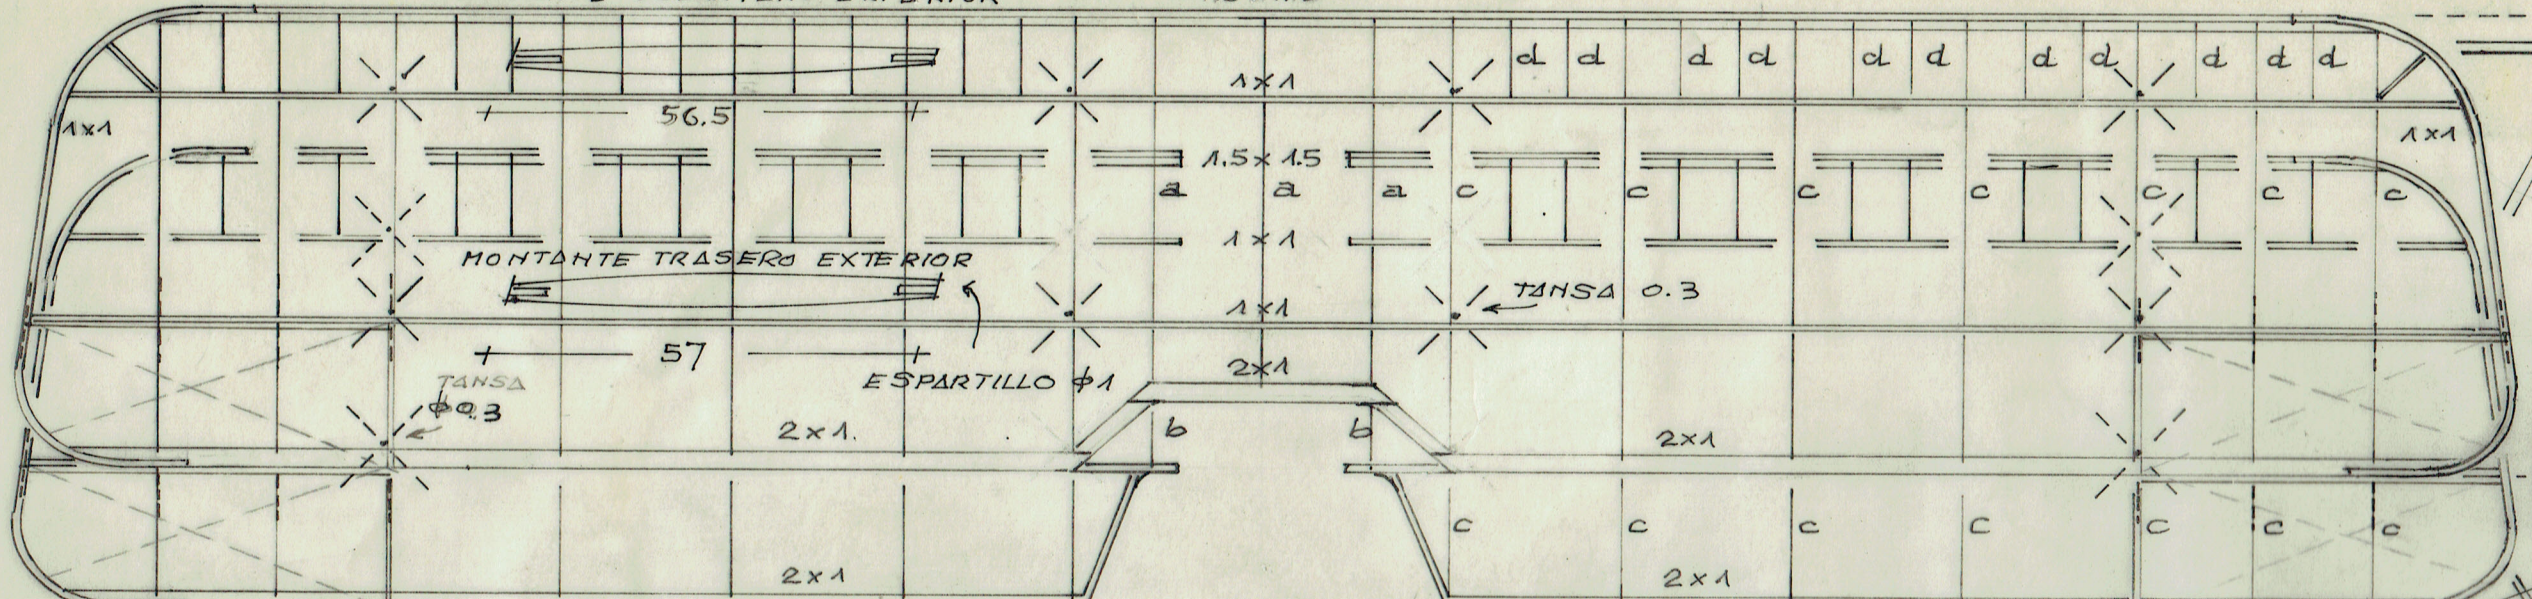 d d d d d d d d d d d
1x1
56.5
1x1 1x1
1.5x1.5
a a a c c c c c c c
1x1
MONTANTE TRASERO EXTERIOR
TANSA 0.3
1x1
57
2x1
TANSA
ϕ0.3
ESPARTILLO ϕ1
2x1. b b 2x1
c c c c c c c
2x1 2x1